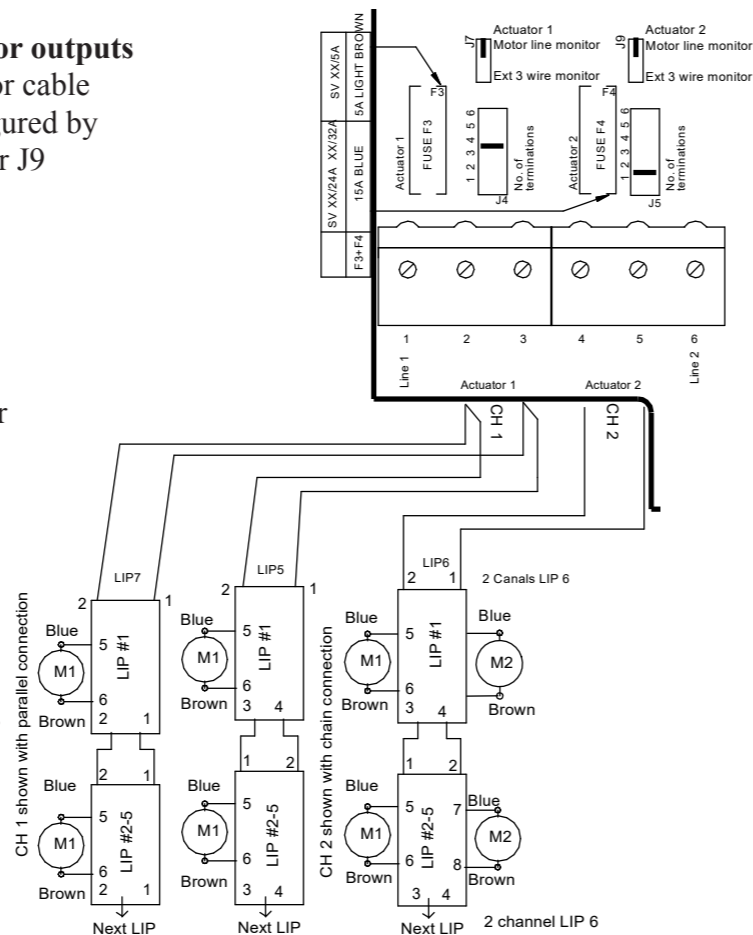 or outputs
or cable
gured by
r J9
r
SV XX/5A
5A LIGHT BROWN
SV XX/24A XX/32A
15A BLUE
F3+F4
J7
Actuator 1
Motor line monitor
Ext 3 wire monitor
J9
Actuator 2
Motor line monitor
Ext 3 wire monitor
Actuator 1
FUSE F3
F3
1 2 3 4 5 6
J4
No. of
terminations
Actuator 2
FUSE F4
F4
1 2 3 4 5 6
J5
No. of
terminations
1 2 3 4 5 6
Line 1
Line 2
Actuator 1
Actuator 2
CH 1
CH 2
CH 1 shown with parallel connection
LIP7
2 1
Blue
5
M1
LIP #1
6
Brown
2 1
2 1
Blue
5
M1
LIP #2-5
6
Brown
2 1
Next LIP
LIP5
2 1
Blue
5
M1
LIP #1
6
Brown
3 4
1 2
Blue
5
M1
LIP #2-5
6
Brown
3 4
Next LIP
CH 2 shown with chain connection
LIP6
2 1
2 Canals LIP 6
Blue
Blue
5
M1
LIP #1
M2
6
Brown
Brown
3 4
1 2
Blue
Blue
5
7
M1
LIP #2-5
M2
6
8
Brown
Brown
3 4
Next LIP
2 channel LIP 6